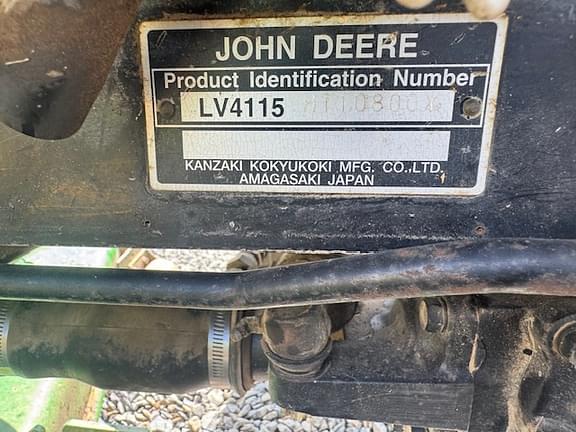 JOHN DEERE
Product Identification Number
LV4115
KANZAKI KOKYUKOKI MFG. CO.,LTD.
AMAGASAKI JAPAN